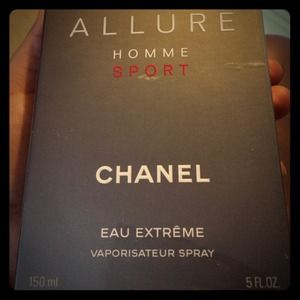 ALLURE
HOMME
SPORT
CHANEL
EAU EXTRÊME
VAPORISATEUR SPRAY
150 ml 5 FL.OZ.